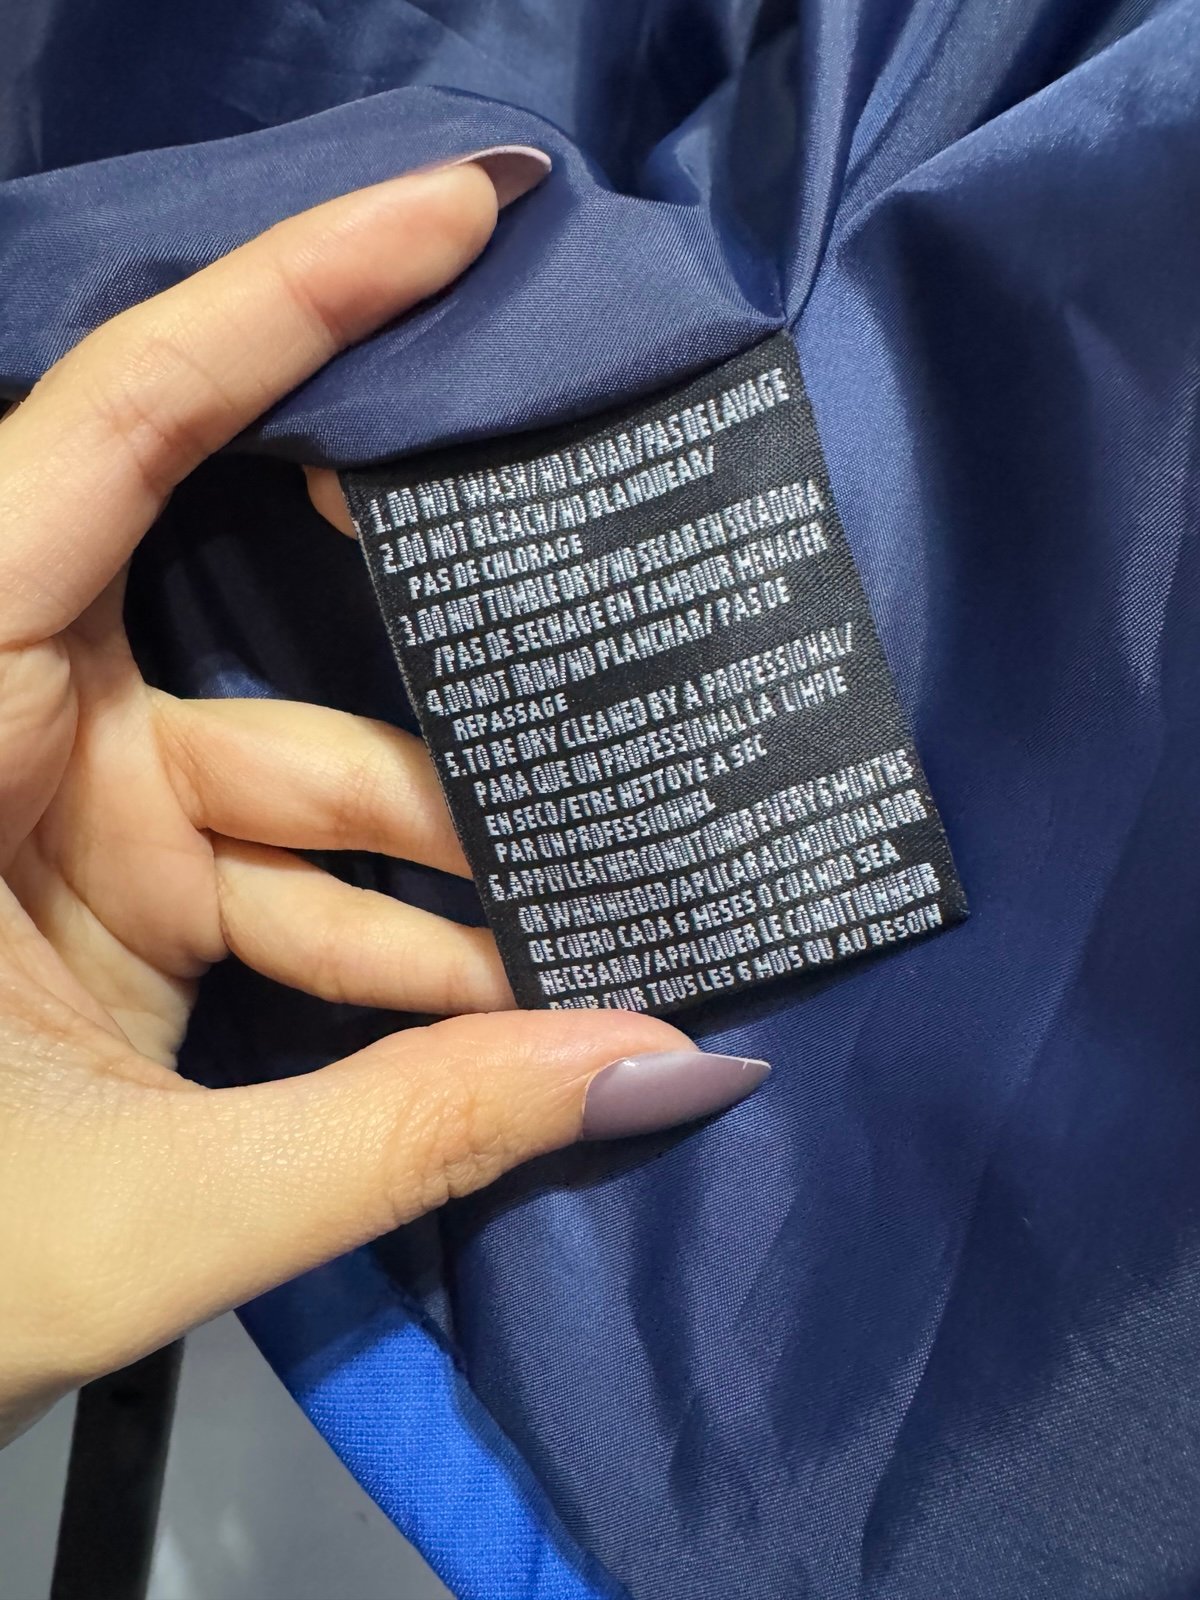 1.DO NOT WASH/NO LAVAR/PAS DE LAVAGE
2.DO NOT BLEACH/NO BLANQUEAR/
PAS DE CHLORAGE
3.DO NOT TUMBLE DRY/NO SECAR EN SECADORA
/PAS DE SECHAGE EN TAMBOUR MENAGER
4.DO NOT IRON/NO PLANCHAR/ PAS DE
REPASSAGE
5.TO BE DRY CLEANED BY A PROFESSIONAL/
PARA QUE UN PROFESSIONAL LA LIMPIE
EN SECO/ETRE NETTOYE A SEC
PAR UN PROFESSIONNEL
6.APPLY LEATHER CONDITIONER EVERY 6 MONTHS
OR WHEN NEEDED/APLICAR ACONDICIONADOR
DE CUERO CADA 6 MESES O CUANDO SEA
NECESARIO/APPLIQUER LE CONDITIONNEUR
POUR CUIR TOUS LES 6 MOIS OU AU BESOIN